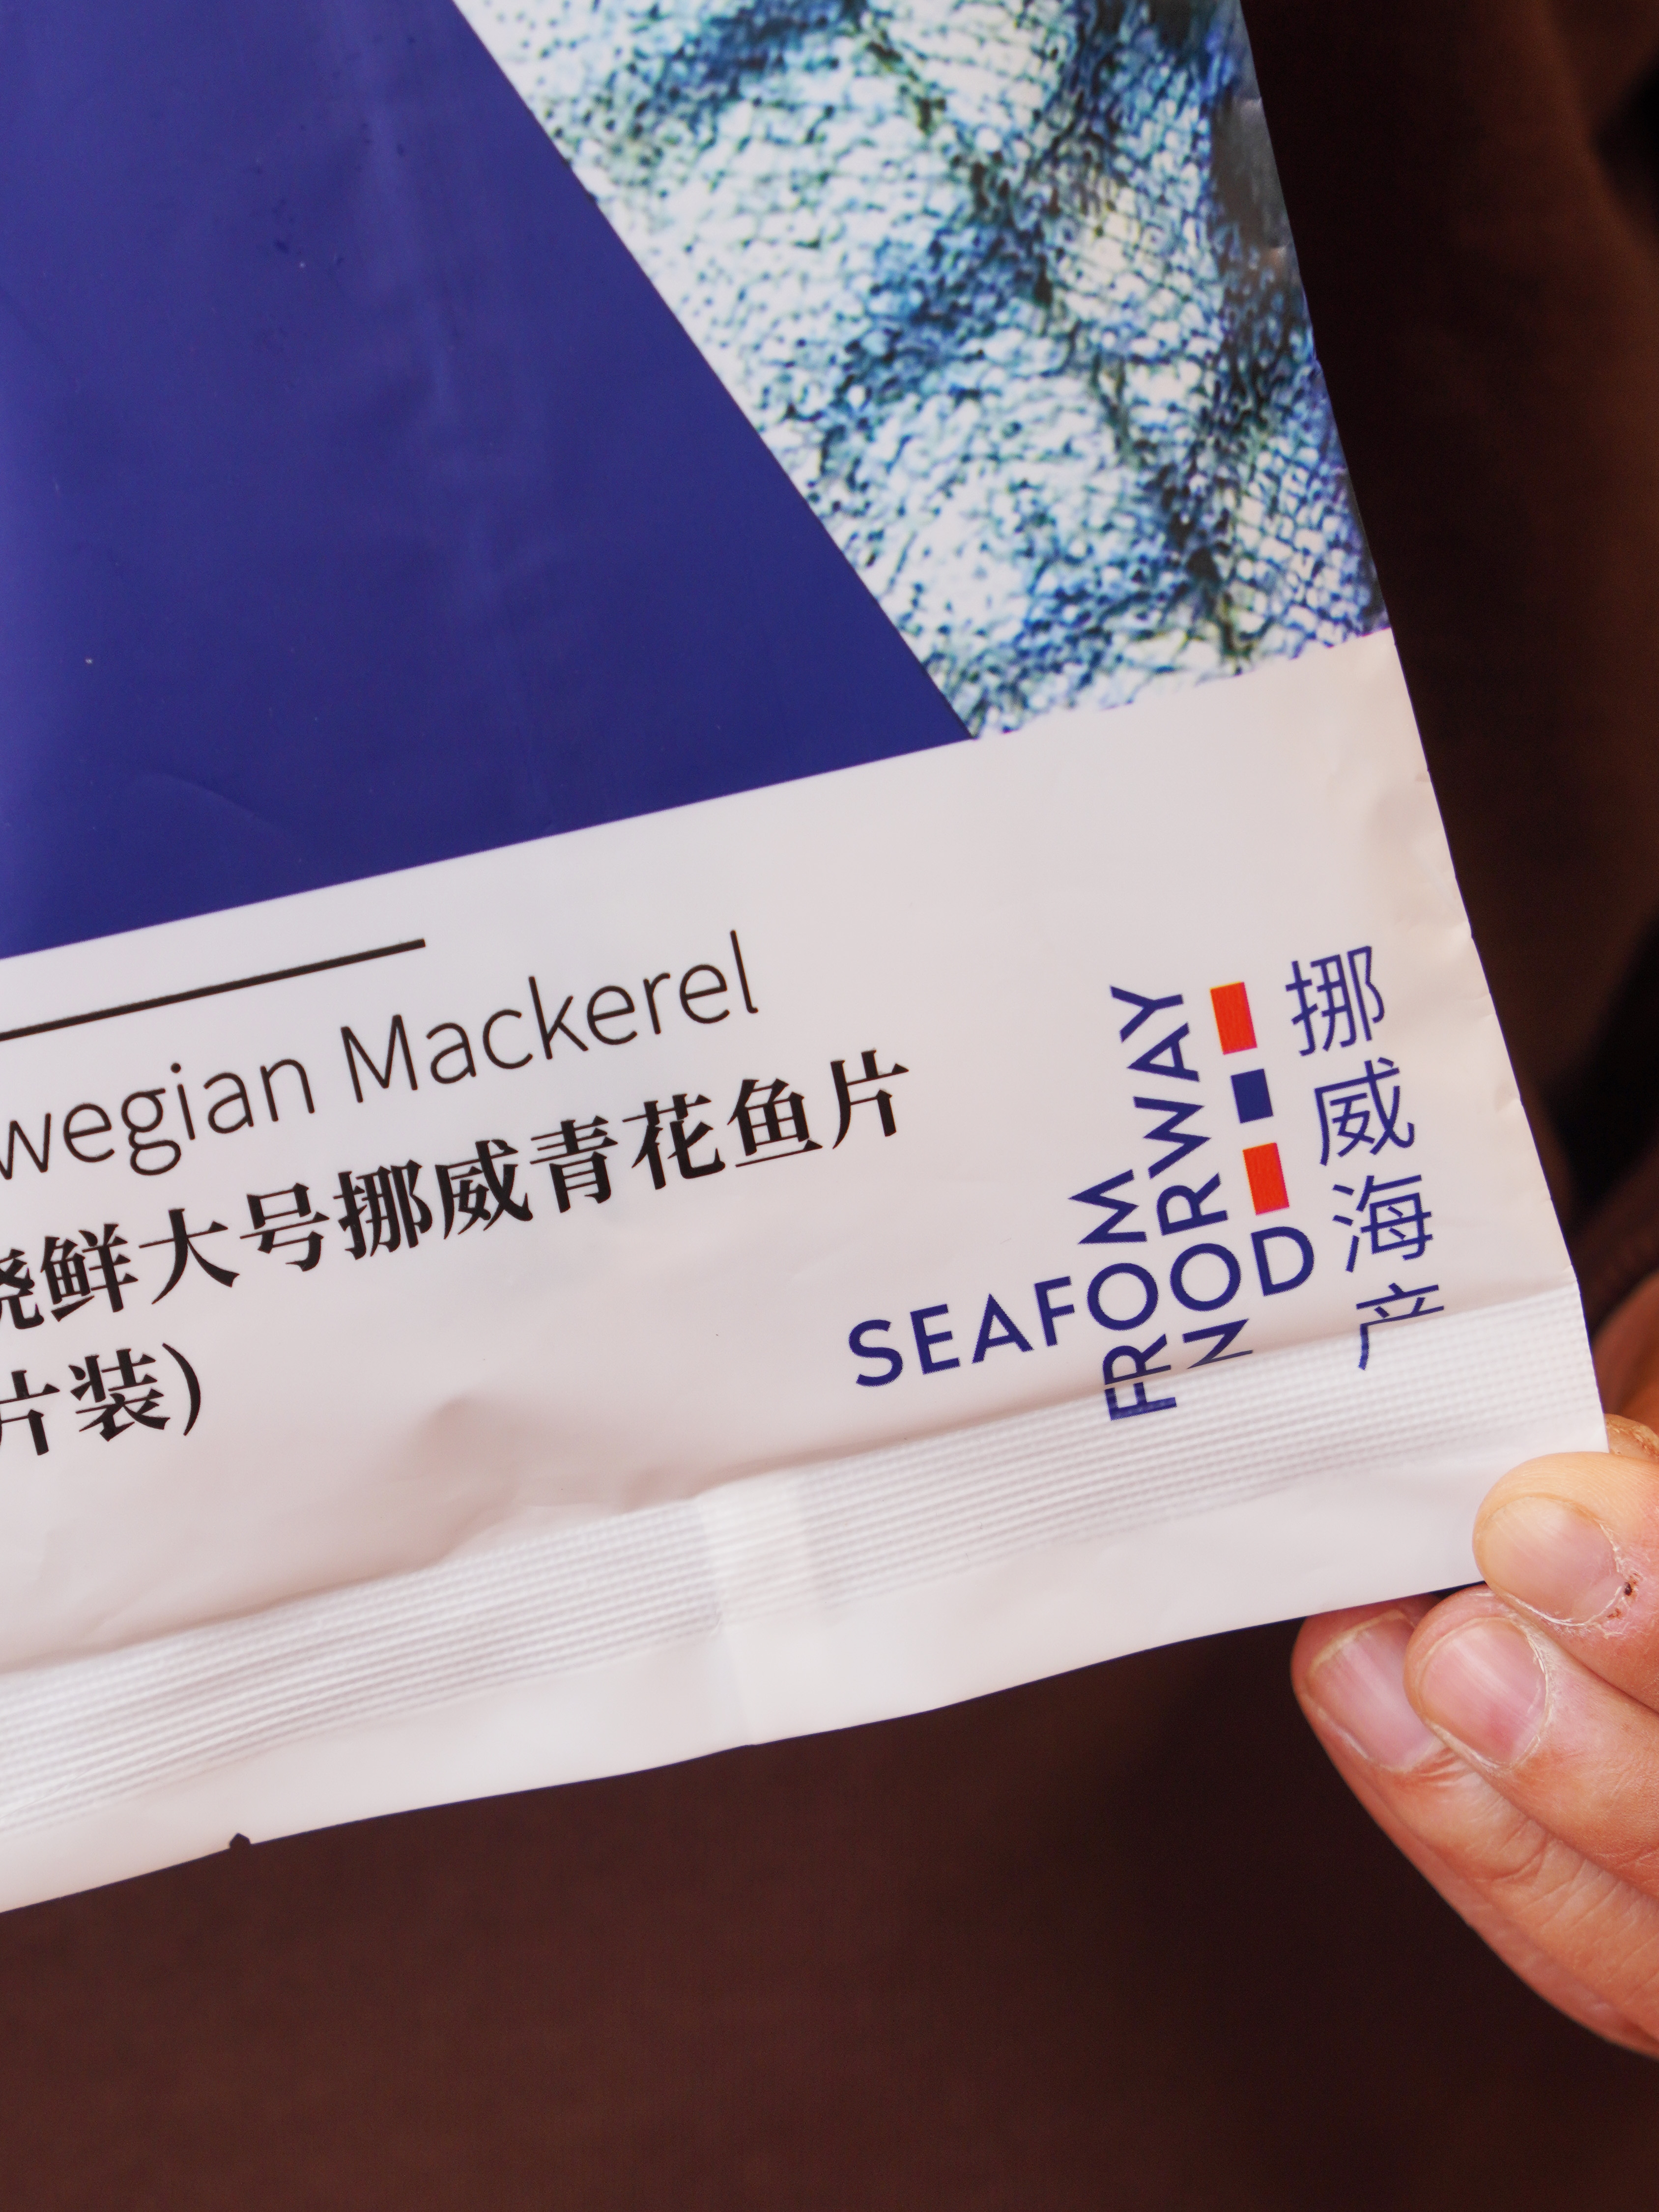 wegian Mackerel
鲜大号挪威青花鱼片
片装)
SEAFOOD
FROM
NORWAY
挪威海产